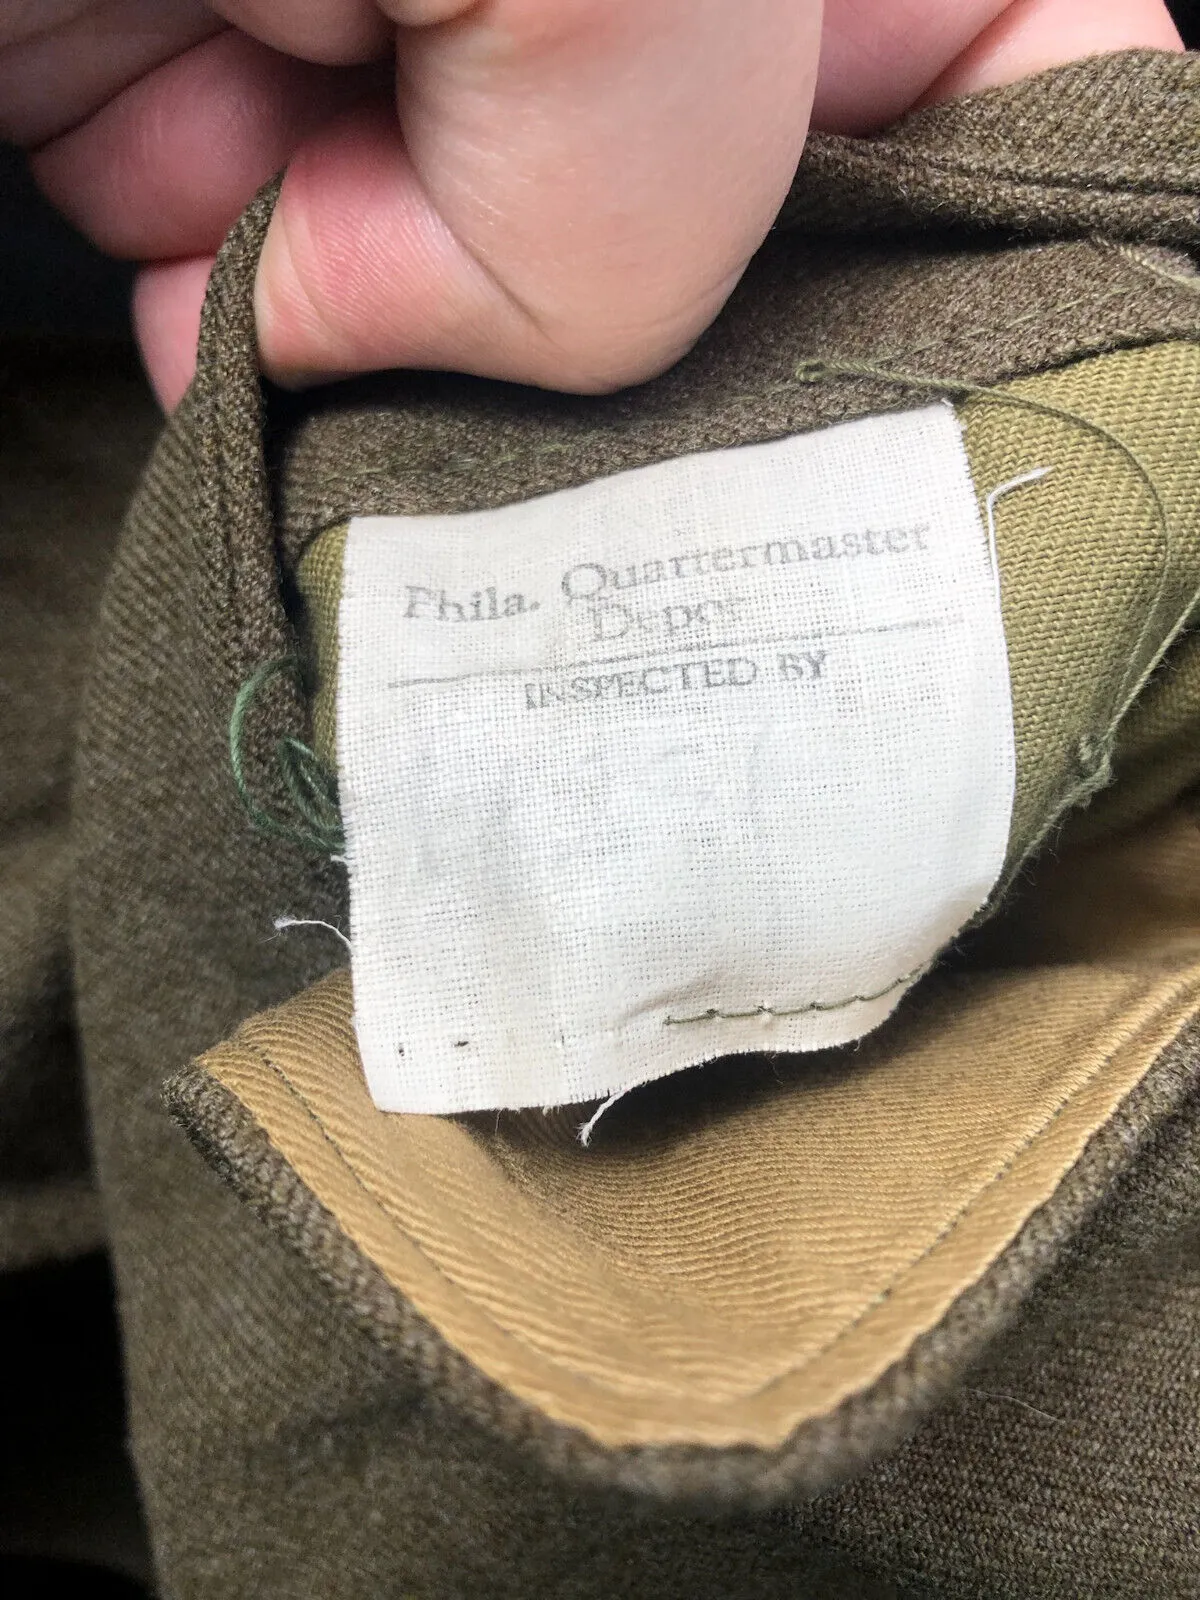 Phila. Quartermaster
Depot
INSPECTED BY